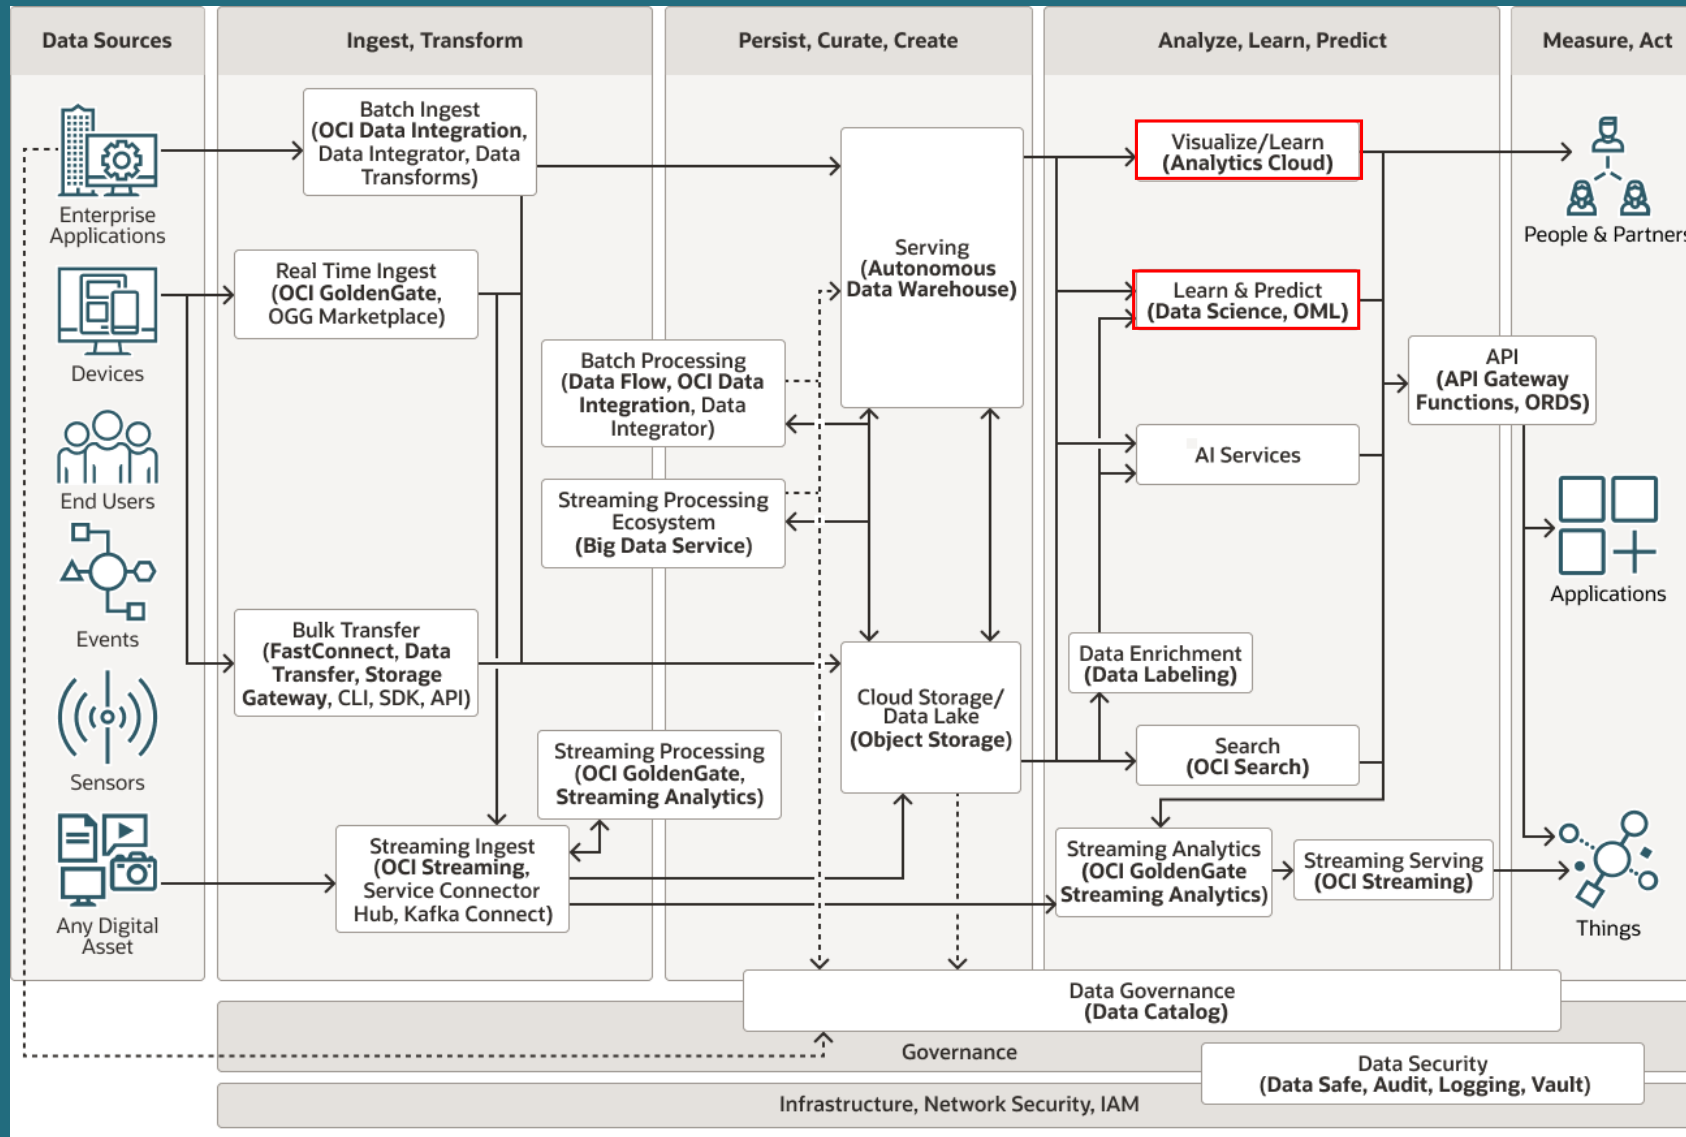 Data Sources
Ingest, Transform
Persist, Curate, Create
Analyze, Learn, Predict
Measure, Act
Enterprise
Applications
Devices
End Users
Events
Sensors
Any Digital
Asset
Batch Ingest
(OCI Data Integration,
Data Integrator, Data
Transforms)
Real Time Ingest
(OCI GoldenGate,
OGG Marketplace)
Bulk Transfer
(FastConnect, Data
Transfer, Storage
Gateway, CLI, SDK, API)
Streaming Ingest
(OCI Streaming,
Service Connector
Hub, Kafka Connect)
Batch Processing
(Data Flow, OCI Data
Integration, Data
Integrator)
Streaming Processing
Ecosystem
(Big Data Service)
Streaming Processing
(OCI GoldenGate,
Streaming Analytics)
Serving
(Autonomous
Data Warehouse)
Cloud Storage/
Data Lake
(Object Storage)
Visualize/Learn
(Analytics Cloud)
Learn & Predict
(Data Science, OML)
AI Services
Data Enrichment
(Data Labeling)
Search
(OCI Search)
Streaming Analytics
(OCI GoldenGate
Streaming Analytics)
Streaming Serving
(OCI Streaming)
API
(API Gateway
Functions, ORDS)
People & Partners
Applications
Things
Data Governance
(Data Catalog)
Governance
Data Security
(Data Safe, Audit, Logging, Vault)
Infrastructure, Network Security, IAM